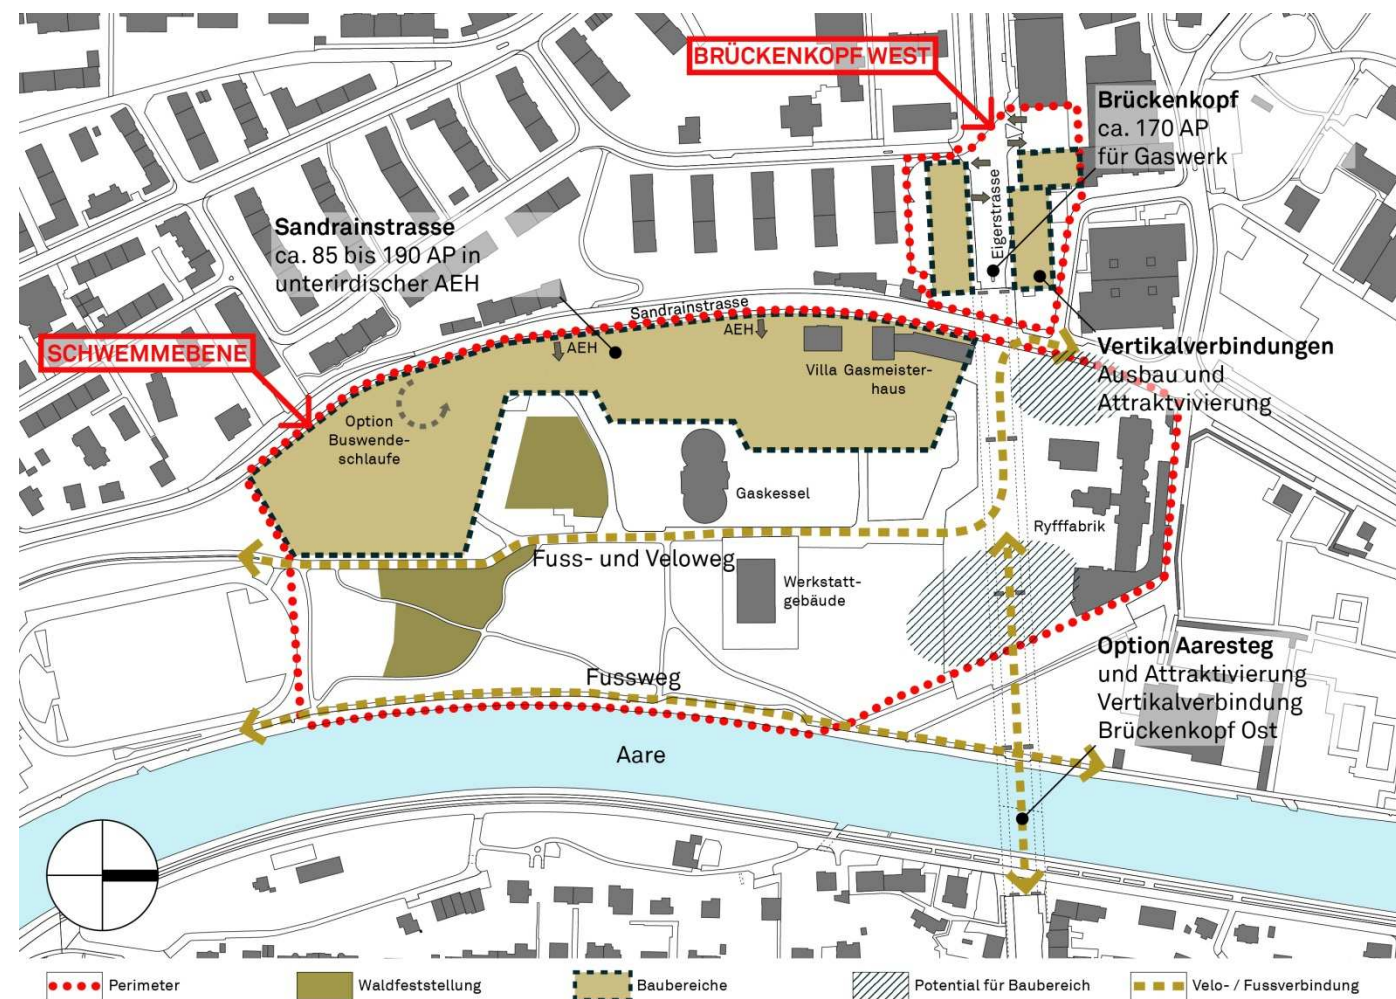 BRÜCKENKOPF WEST
Brückenkopf
ca. 170 AP
für Gaswerk
Eigerstrasse
Sandrainstrasse
ca. 85 bis 190 AP in
unterirdischer AEH
Sandrainstrasse
SCHWEMMEBENE
AEH
AEH
Villa
Gasmeister-
haus
Vertikalverbindungen
Ausbau und
Attraktvivierung
Option
Buswende-
schlaufe
Gaskessel
Ryfffabrik
Fuss- und Veloweg
Werkstatt-
gebäude
Fussweg
Option Aaresteg
und Attraktivierung
Vertikalverbindung
Brückenkopf Ost
Aare
Perimeter
Waldfeststellung
Baubereiche
Potential für Baubereich
Velo- / Fussverbindung